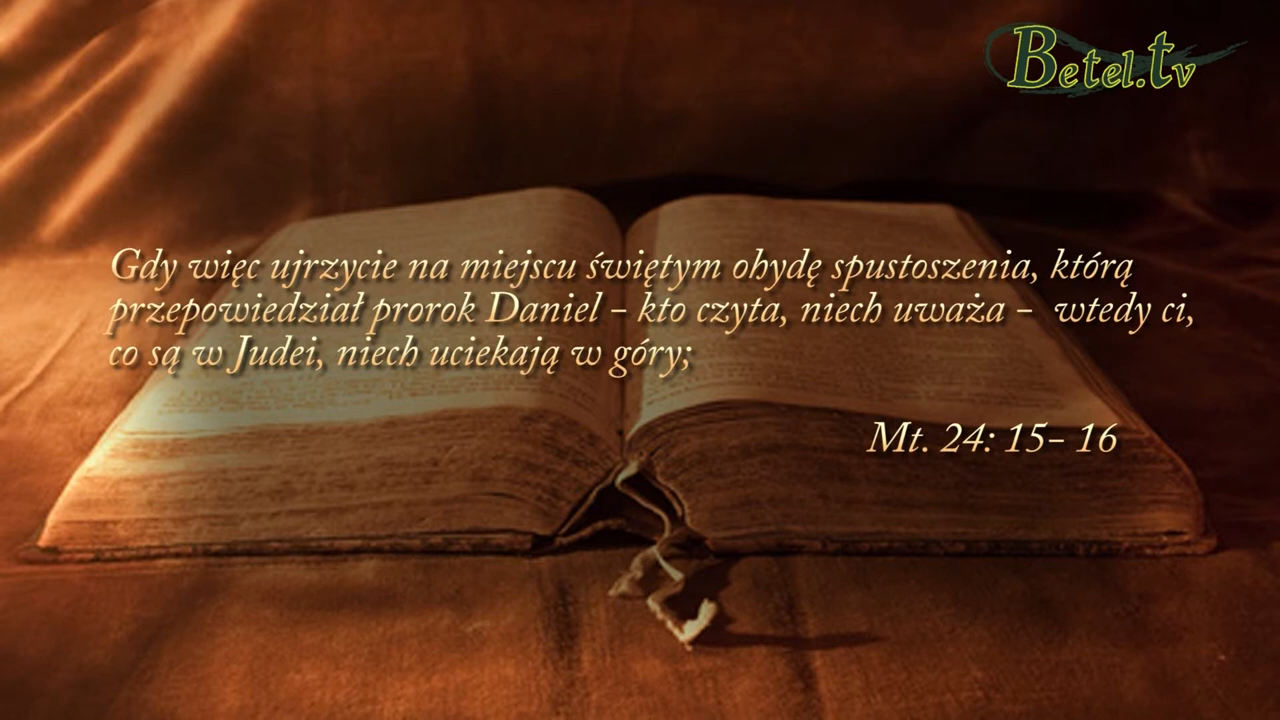 Betel.tv
Gdy więc ujrzycie na miejscu świętym ohydę spustoszenia, którą
przepowiedział prorok Daniel - kto czyta, niech uważa - wtedy ci,
co są w Judei, niech uciekają w góry;
Mt. 24: 15- 16